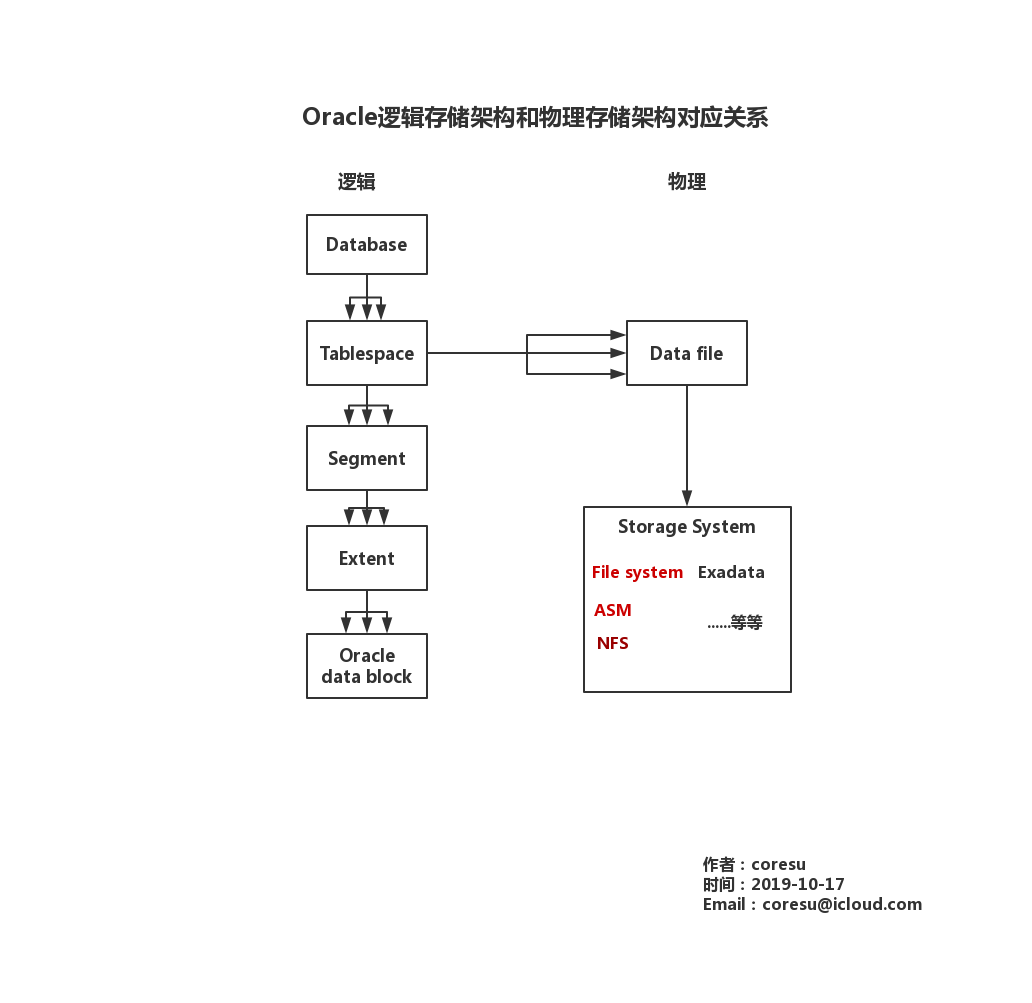 Oracle逻辑存储架构和物理存储架构对应关系
逻辑
物理
Database
Tablespace
Data file
Segment
Extent
Oracle
data block
Storage System
File system
Exadata
ASM
......等等
NFS
作者：coresu
时间：2019-10-17
Email：coresu@icloud.com